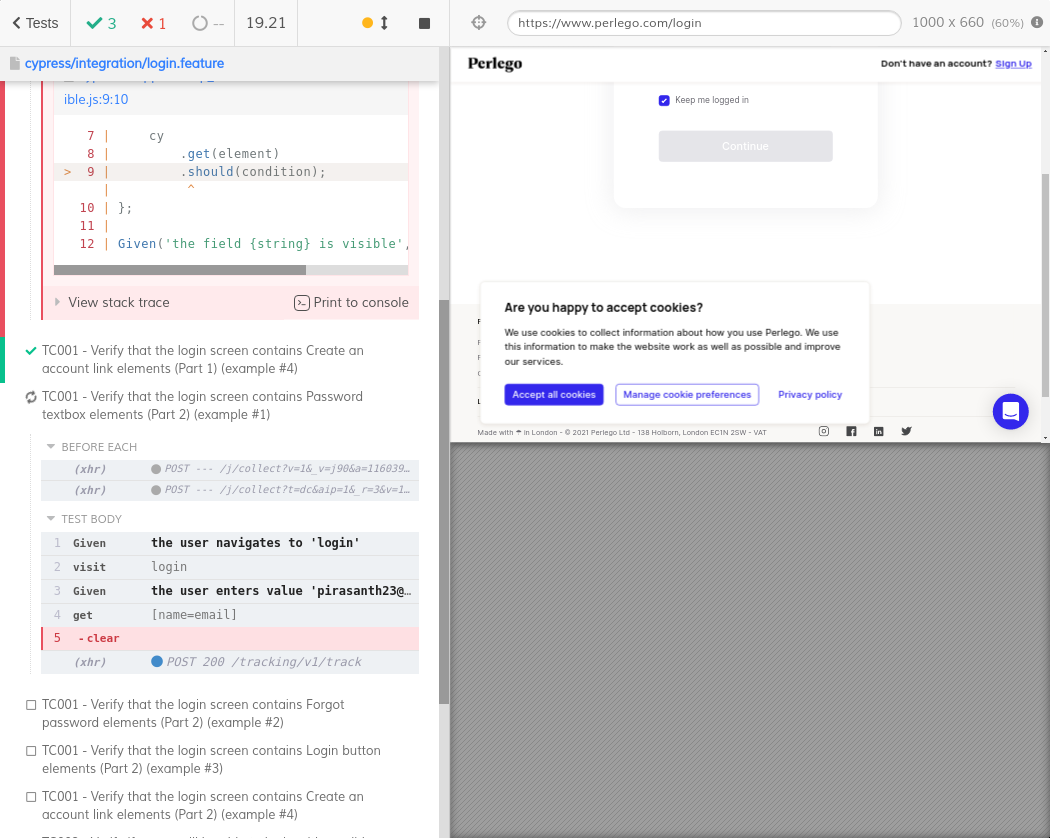 Tests
3
1
--
19.21
https://www.perlego.com/login
1000 x 660 (60%)
cypress/integration/login.feature
ible.js:9:10
7 | cy
8 | .get(element)
> 9 | .should(condition);
| ^
10 | };
11 |
12 | Given('the field {string} is visible',
View stack trace
Print to console
TC001 - Verify that the login screen contains Create an
account link elements (Part 1) (example #4)
TC001 - Verify that the login screen contains Password
textbox elements (Part 2) (example #1)
BEFORE EACH
(xhr) POST --- /j/collect?v=1&_v=j90&a=116039…
(xhr) POST --- /j/collect?t=dc&aip=1&_r=3&v=1…
TEST BODY
1 Given the user navigates to 'login'
2 visit login
3 Given the user enters value 'pirasanth23@…
4 get [name=email]
5 -clear
(xhr) POST 200 /tracking/v1/track
TC001 - Verify that the login screen contains Forgot
password elements (Part 2) (example #2)
TC001 - Verify that the login screen contains Login button
elements (Part 2) (example #3)
TC001 - Verify that the login screen contains Create an
account link elements (Part 2) (example #4)
Perlego
Don't have an account? Sign Up
Keep me logged in
Continue
Are you happy to accept cookies?
We use cookies to collect information about how you use Perlego. We use
this information to make the website work as well as possible and improve
our services.
Accept all cookies
Manage cookie preferences
Privacy policy
Made with ☂ in London - © 2021 Perlego Ltd - 138 Holborn, London EC1N 2SW - VAT